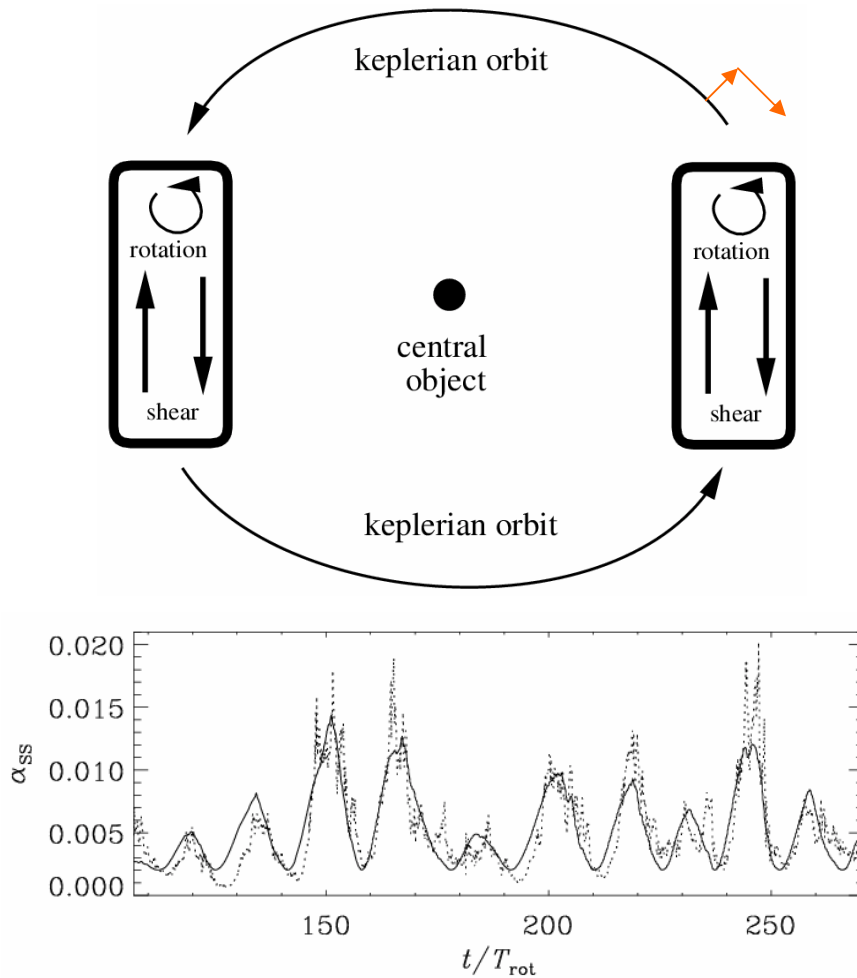 keplerian orbit
rotation
shear
central
object
rotation
shear
keplerian orbit
0.020
0.015
0.010
0.005
0.000
αSS
150
200
250
t/Trot